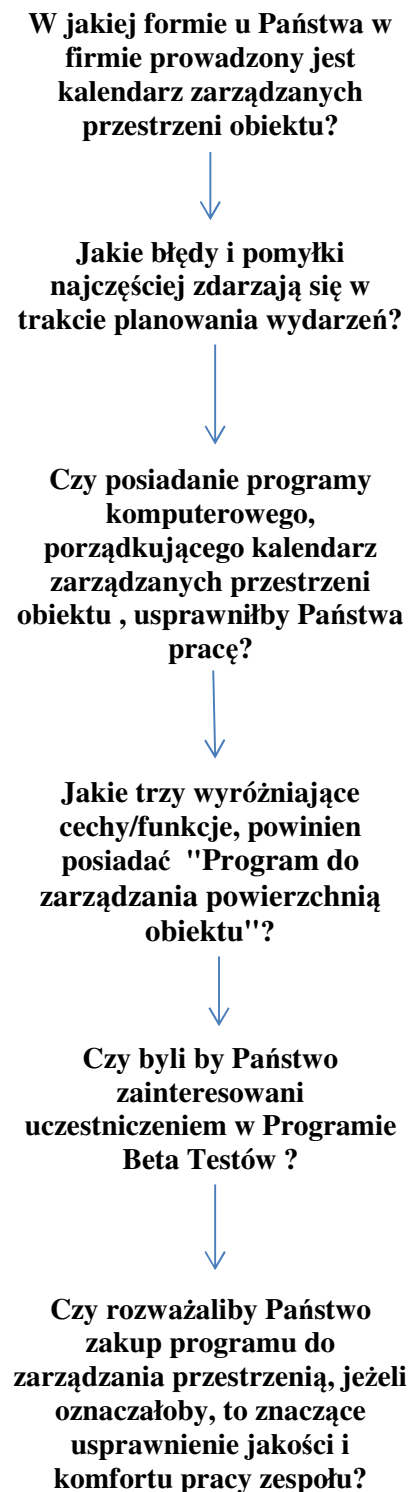 W jakiej formie u Państwa w
firmie prowadzony jest
kalendarz zarządzanych
przestrzeni obiektu?
Jakie błędy i pomyłki
najczęściej zdarzają się w
trakcie planowania wydarzeń?
Czy posiadanie programy
komputerowego,
porządkującego kalendarz
zarządzanych przestrzeni
obiektu , usprawniłby Państwa
pracę?
Jakie trzy wyróżniające
cechy/funkcje, powinien
posiadać "Program do
zarządzania powierzchnią
obiektu"?
Czy byli by Państwo
zainteresowani
uczestniczeniem w Programie
Beta Testów ?
Czy rozważaliby Państwo
zakup programu do
zarządzania przestrzenią, jeżeli
oznaczałoby, to znaczące
usprawnienie jakości i
komfortu pracy zespołu?